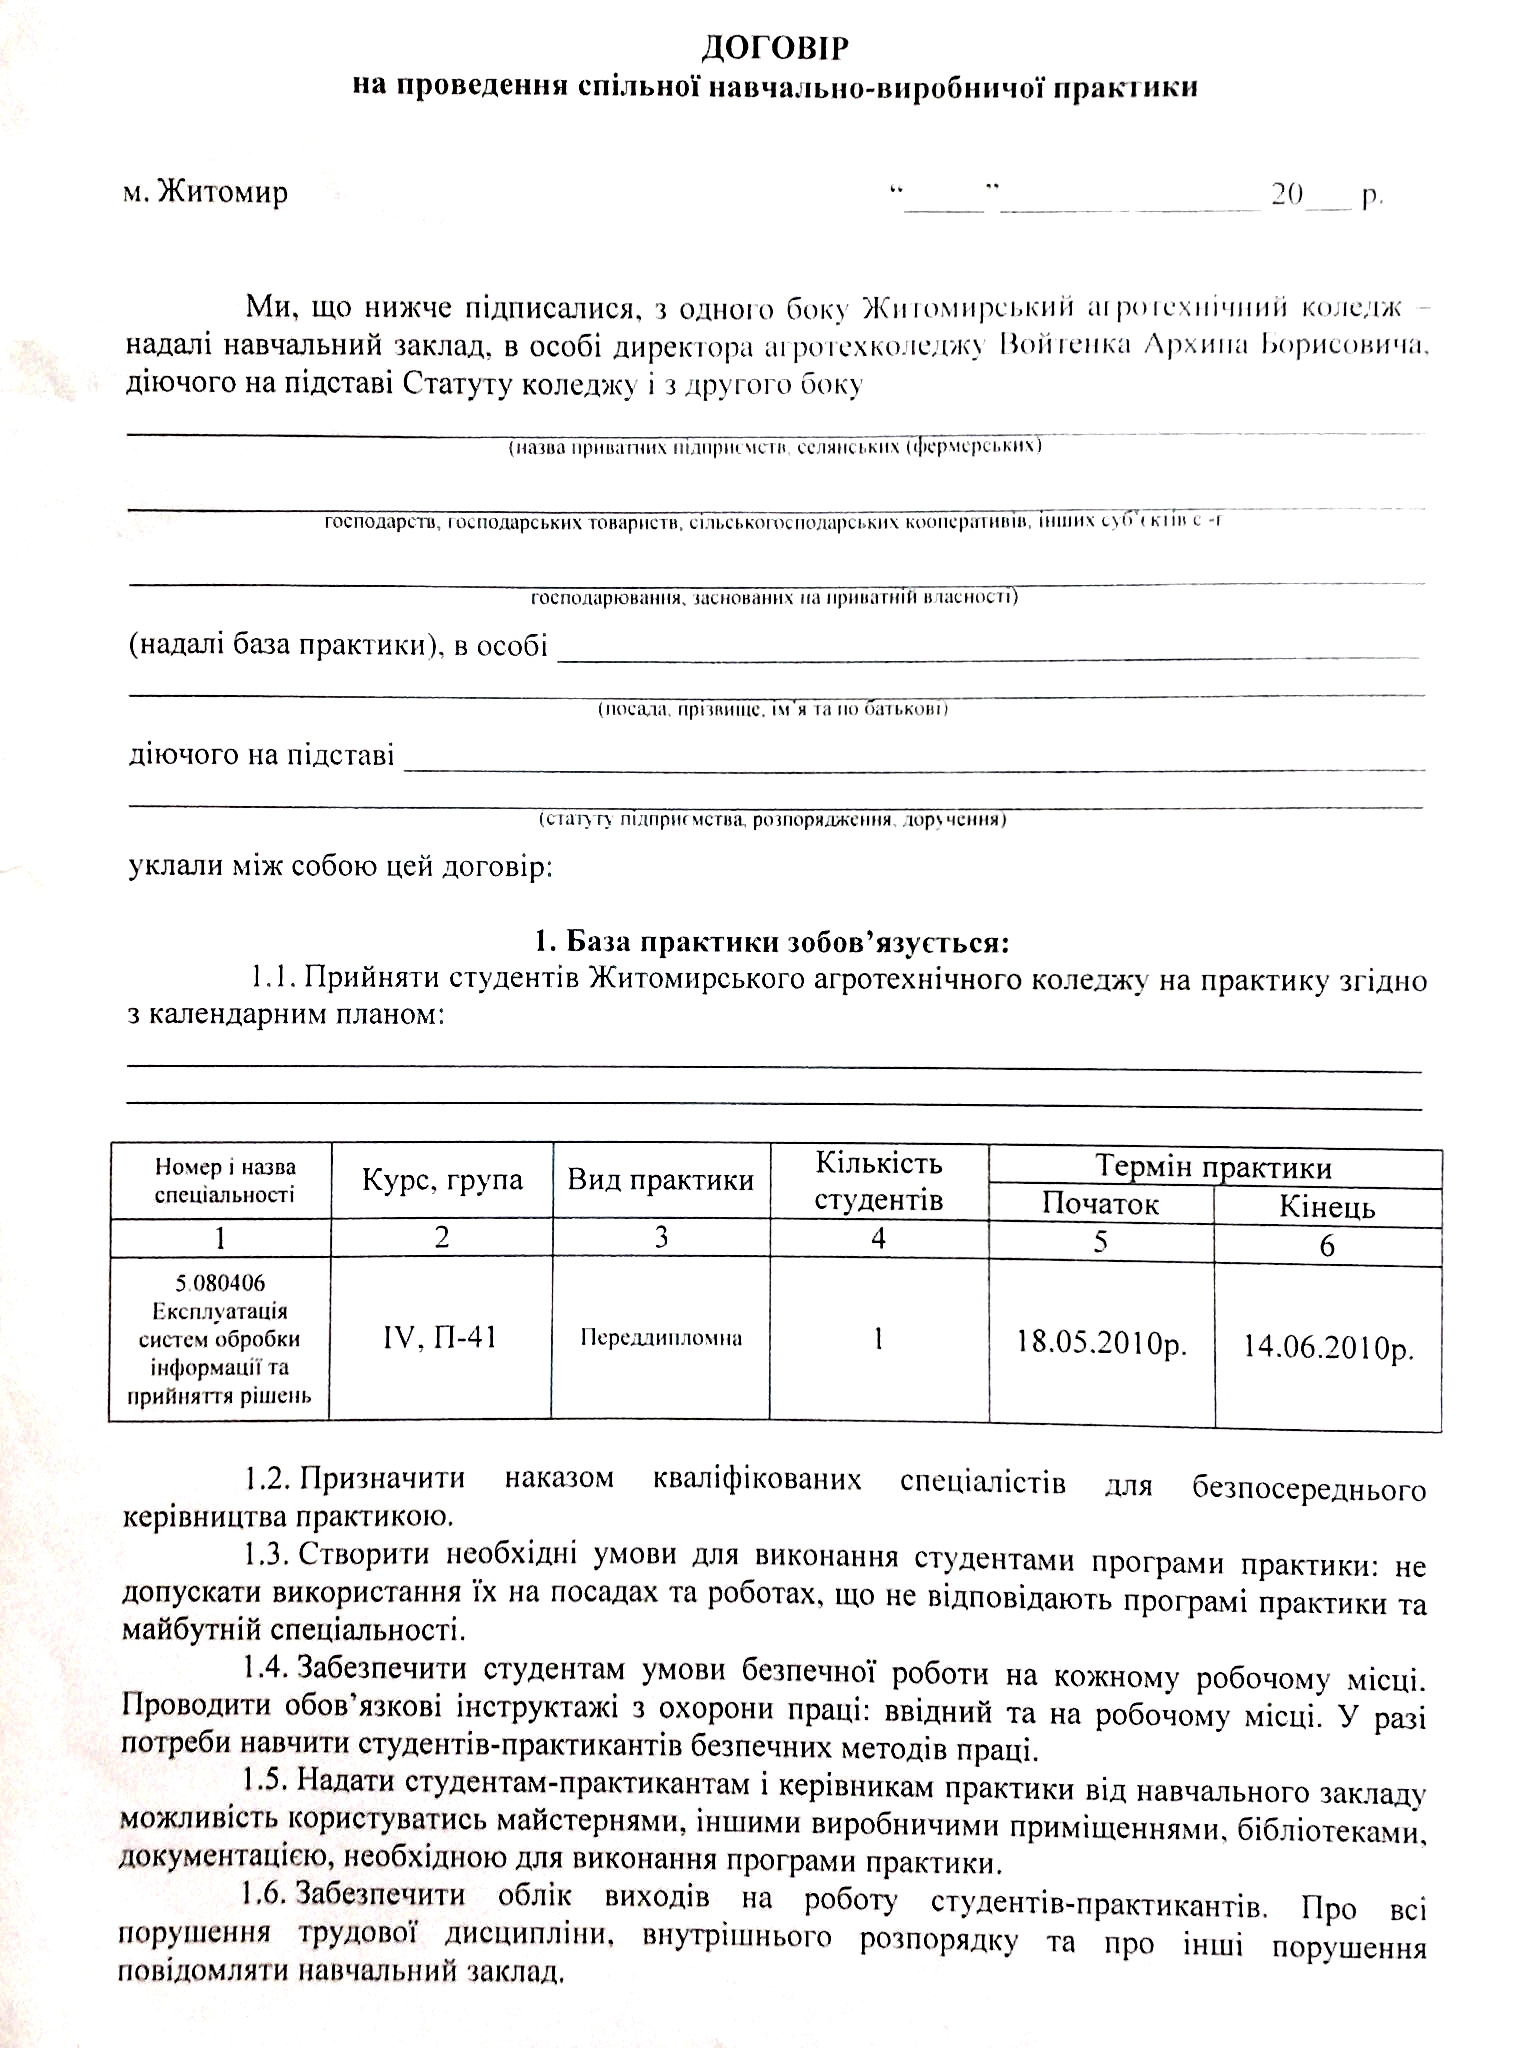 ДОГОВІР
на проведення спільної навчально-виробничої практики
м. Житомир “_____”________________ 20___ р.
Ми, що нижче підписалися, з одного боку Житомирський агротехнічний коледж –
надалі навчальний заклад, в особі директора агротехколеджу Войтенка Архипа Борисовича,
діючого на підставі Статуту коледжу і з другого боку
(назва приватних підприємств, селянських (фермерських)
господарств, господарських товариств, сільськогосподарських кооперативів, інших суб’єктів с -г
господарювання, заснованих на приватній власності)
(надалі база практики), в особі
(посада, прізвище, ім’я та по батькові)
діючого на підставі
(статуту підприємства, розпорядження, доручення)
уклали між собою цей договір:
1. База практики зобов’язується:
1.1. Прийняти студентів Житомирського агротехнічного коледжу на практику згідно
з календарним планом:
Номер і назва
спеціальності
Курс, група
Вид практики
Кількість
студентів
Термін практики
Початок
Кінець
1 2 3 4 5 6
5.080406
Експлуатація
систем обробки
інформації та
прийняття рішень
IV, П-41
Переддипломна
1
18.05.2010р.
14.06.2010р.
1.2. Призначити наказом кваліфікованих спеціалістів для безпосереднього
керівництва практикою.
1.3. Створити необхідні умови для виконання студентами програми практики: не
допускати використання їх на посадах та роботах, що не відповідають програмі практики та
майбутній спеціальності.
1.4. Забезпечити студентам умови безпечної роботи на кожному робочому місці.
Проводити обов’язкові інструктажі з охорони праці: ввідний та на робочому місці. У разі
потреби навчити студентів-практикантів безпечних методів праці.
1.5. Надати студентам-практикантам і керівникам практики від навчального закладу
можливість користуватись майстернями, іншими виробничими приміщеннями, бібліотеками,
документацією, необхідною для виконання програми практики.
1.6. Забезпечити облік виходів на роботу студентів-практикантів. Про всі
порушення трудової дисципліни, внутрішнього розпорядку та про інші порушення
повідомляти навчальний заклад.